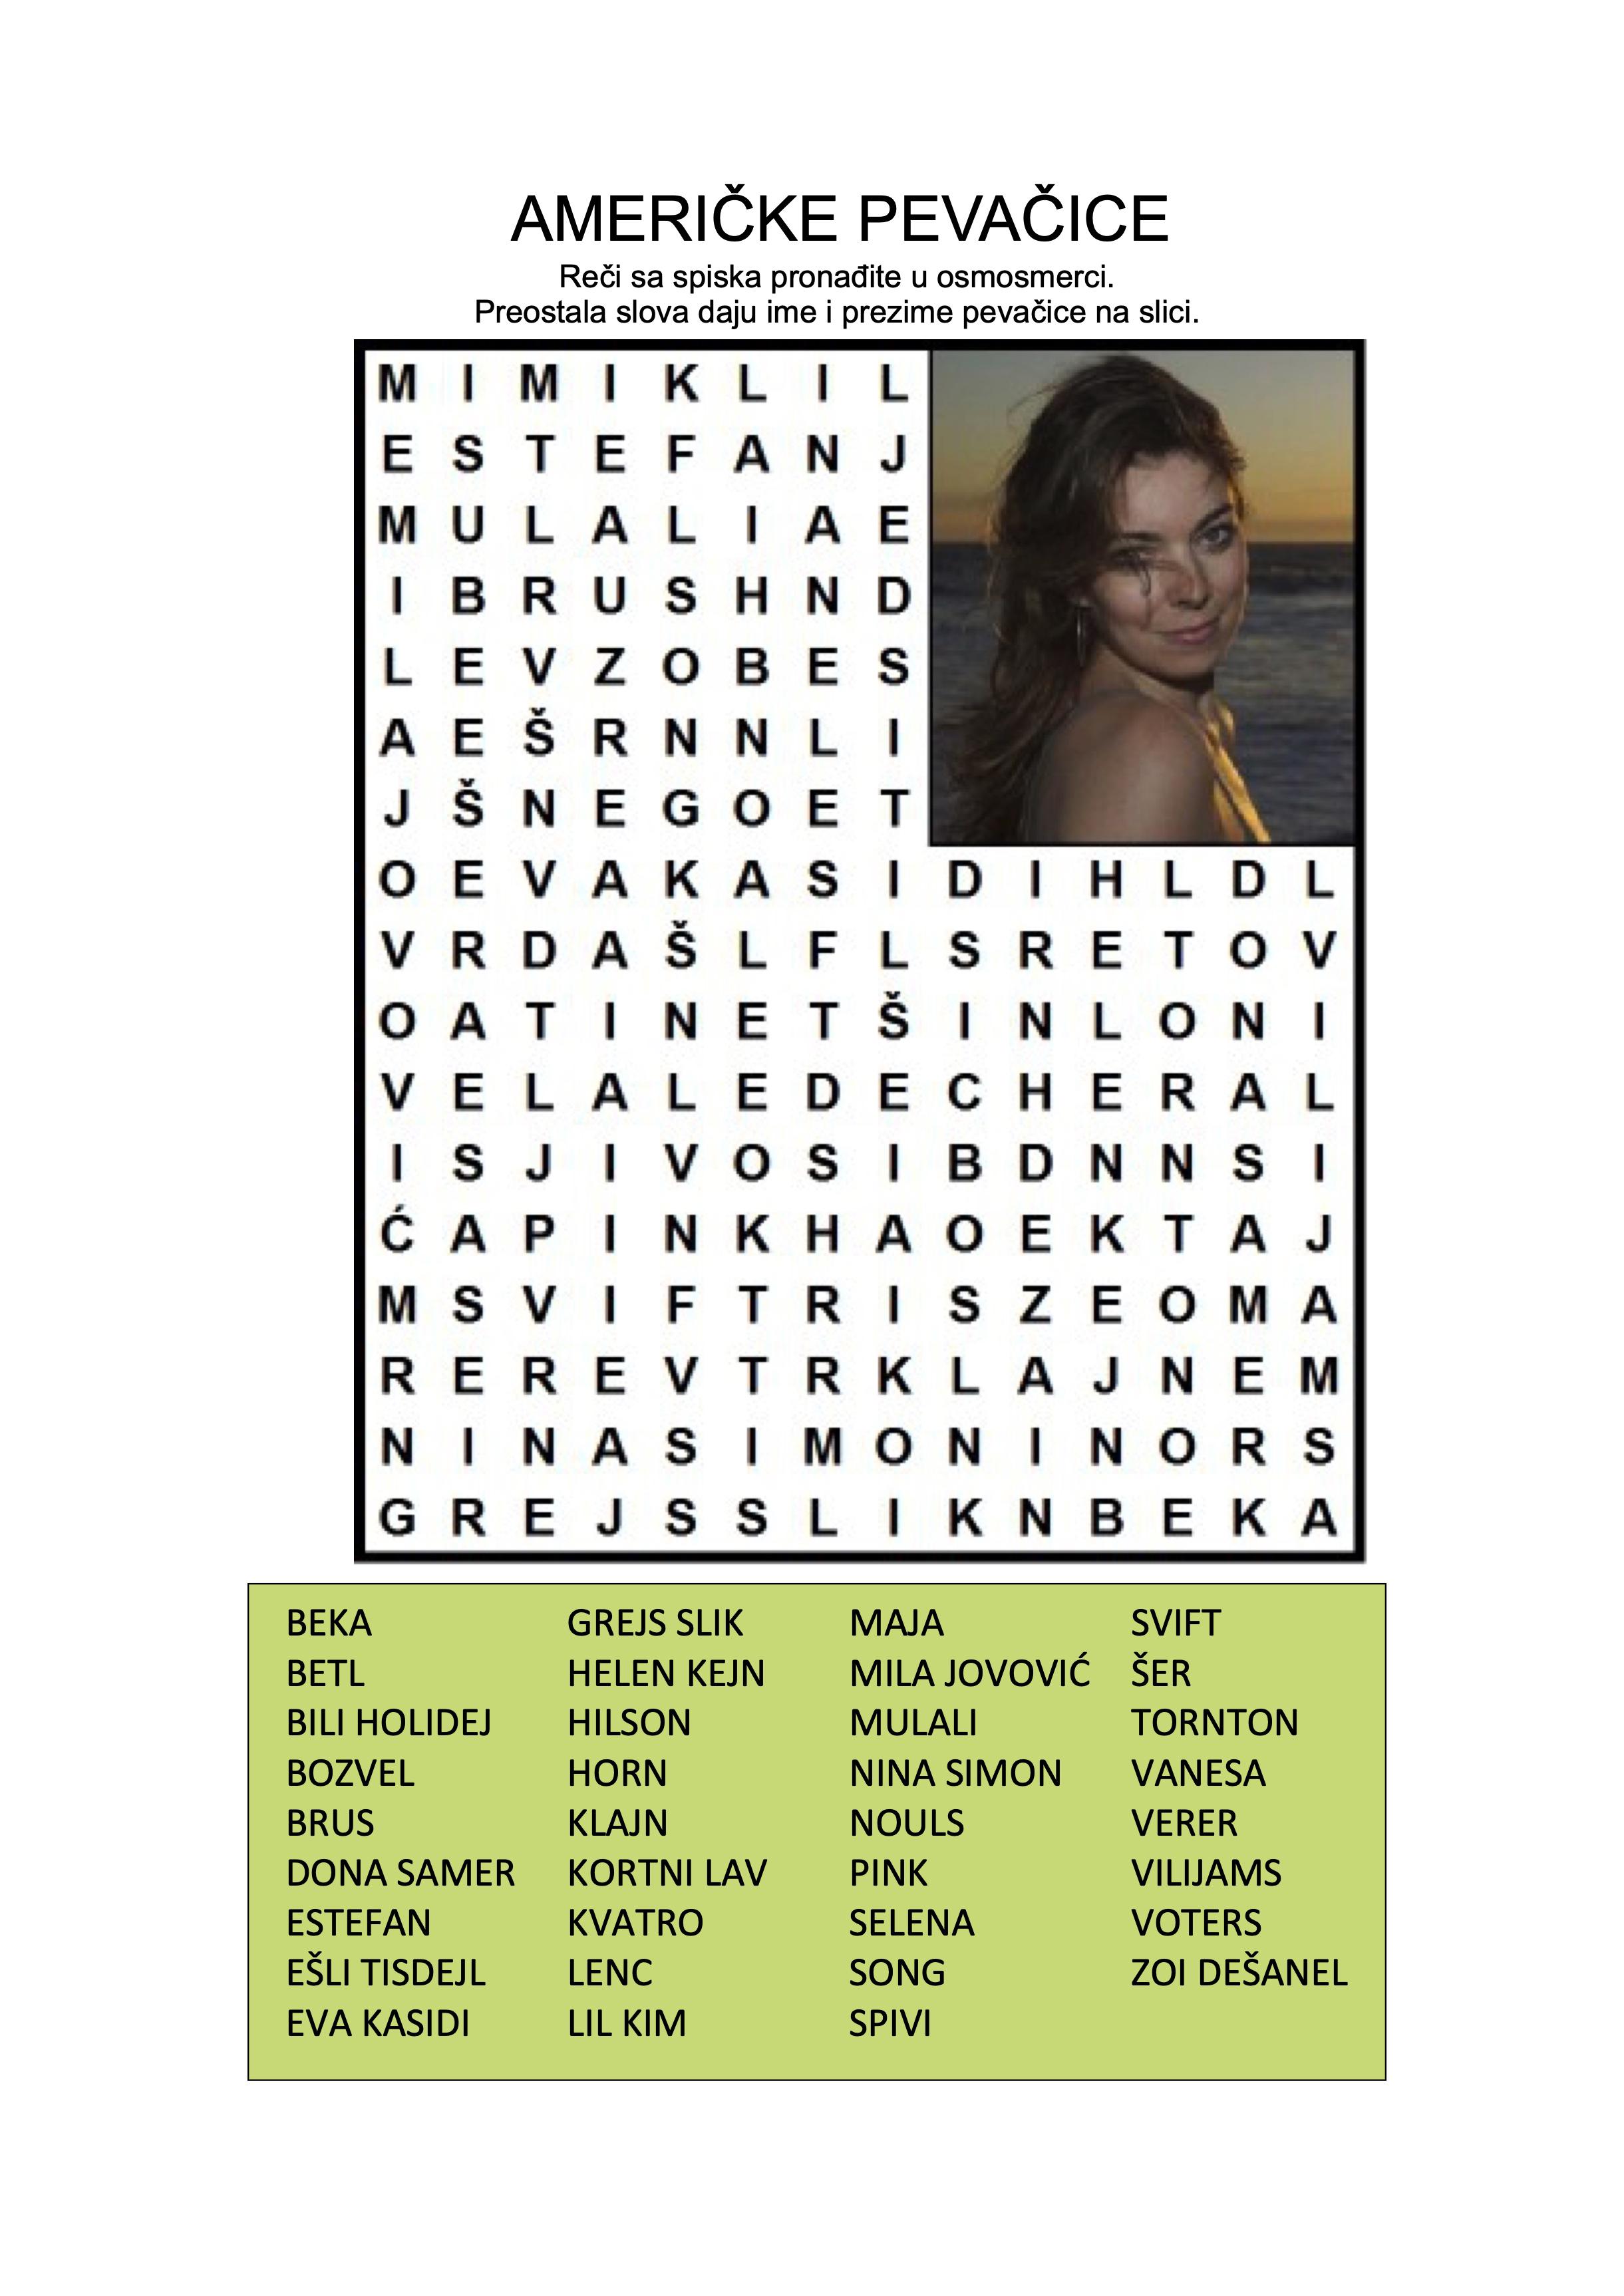 AMERIČKE PEVAČICE
Reči sa spiska pronađite u osmosmerci.
Preostala slova daju ime i prezime pevačice na slici.
M I M I K L I L
E S T E F A N J
M U L A L I A E
I B R U S H N D
L E V Z O B E S
A E Š R N N L I
J Š N E G O E T
O E V A K A S I D I H L D L
V R D A Š L F L S R E T O V
O A T I N E T Š I N L O N I
V E L A L E D E C H E R A L
I S J I V O S I B D N N S I
Ć A P I N K H A O E K T A J
M S V I F T R I S Z E O M A
R E R E V T R K L A J N E M
N I N A S I M O N I N O R S
G R E J S S L I K N B E K A
BEKA GREJS SLIK MAJA SVIFT
BETL HELEN KEJN MILA JOVOVIĆ ŠER
BILI HOLIDEJ HILSON MULALI TORNTON
BOZVEL HORN NINA SIMON VANESA
BRUS KLAJN NOULS VERER
DONA SAMER KORTNI LAV PINK VILIJAMS
ESTEFAN KVATRO SELENA VOTERS
EŠLI TISDEJL LENC SONG ZOI DEŠANEL
EVA KASIDI LIL KIM SPIVI